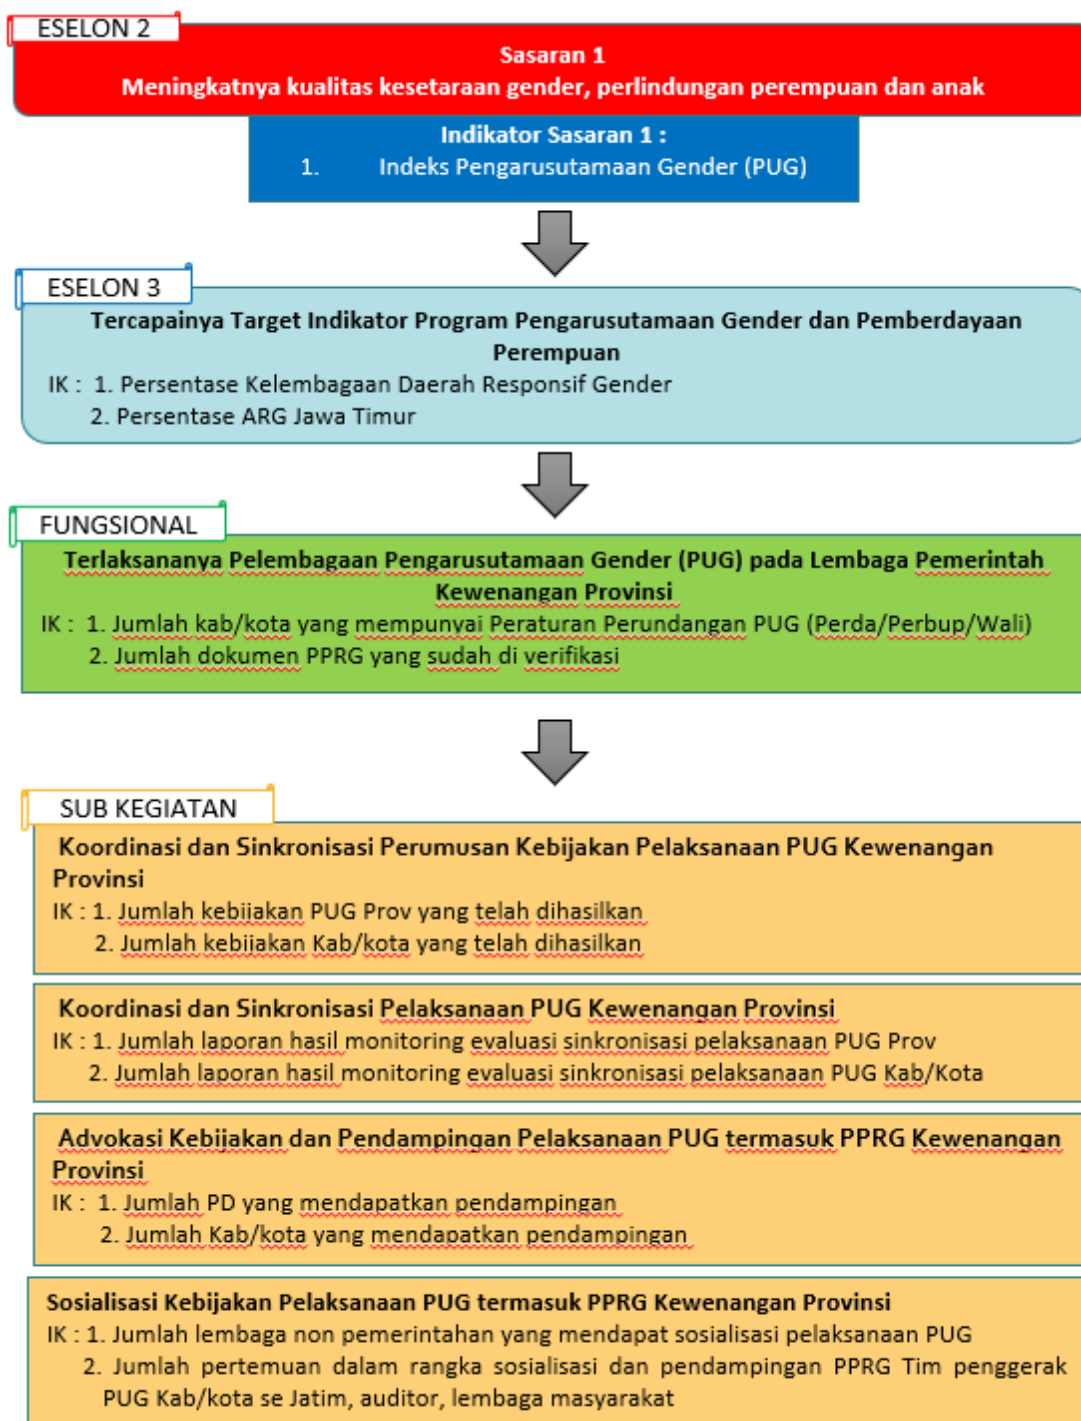 ESELON 2
Sasaran 1
Meningkatnya kualitas kesetaraan gender, perlindungan perempuan dan anak
Indikator Sasaran 1 :
1. Indeks Pengarusutamaan Gender (PUG)
ESELON 3
Tercapainya Target Indikator Program Pengarusutamaan Gender dan Pemberdayaan
Perempuan
IK : 1. Persentase Kelembagaan Daerah Responsif Gender
2. Persentase ARG Jawa Timur
FUNGSIONAL
Terlaksananya Pelembagaan Pengarusutamaan Gender (PUG) pada Lembaga Pemerintah
Kewenangan Provinsi
IK : 1. Jumlah kab/kota yang mempunyai Peraturan Perundangan PUG (Perda/Perbup/Wali)
2. Jumlah dokumen PPRG yang sudah di verifikasi
SUB KEGIATAN
Koordinasi dan Sinkronisasi Perumusan Kebijakan Pelaksanaan PUG Kewenangan
Provinsi
IK : 1. Jumlah kebijakan PUG Prov yang telah dihasilkan
2. Jumlah kebijakan Kab/kota yang telah dihasilkan
Koordinasi dan Sinkronisasi Pelaksanaan PUG Kewenangan Provinsi
IK : 1. Jumlah laporan hasil monitoring evaluasi sinkronisasi pelaksanaan PUG Prov
2. Jumlah laporan hasil monitoring evaluasi sinkronisasi pelaksanaan PUG Kab/Kota
Advokasi Kebijakan dan Pendampingan Pelaksanaan PUG termasuk PPRG Kewenangan
Provinsi
IK : 1. Jumlah PD yang mendapatkan pendampingan
2. Jumlah Kab/kota yang mendapatkan pendampingan
Sosialisasi Kebijakan Pelaksanaan PUG termasuk PPRG Kewenangan Provinsi
IK : 1. Jumlah lembaga non pemerintahan yang mendapat sosialisasi pelaksanaan PUG
2. Jumlah pertemuan dalam rangka sosialisasi dan pendampingan PPRG Tim penggerak
PUG Kab/kota se Jatim, auditor, lembaga masyarakat